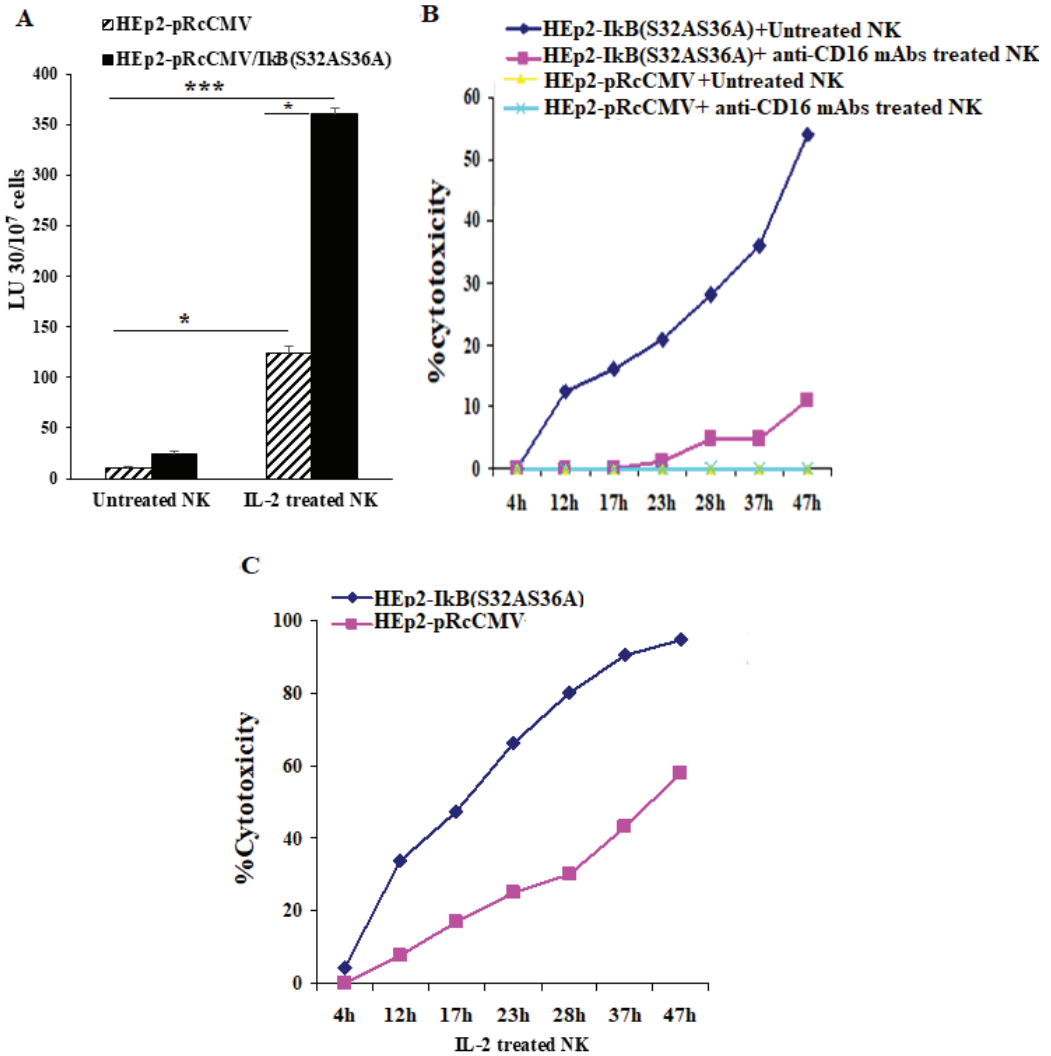 A
HEp2-pRcCMV
HEp2-pRcCMV/IkB(S32AS36A)
400
350
300
250
200
150
100
50
0
LU 30/10⁷ cells
***
*
*
Untreated NK
IL-2 treated NK
B
HEp2-IkB(S32AS36A)+Untreated NK
HEp2-IkB(S32AS36A)+ anti-CD16 mAbs treated NK
HEp2-pRcCMV +Untreated NK
HEp2-pRcCMV+ anti-CD16 mAbs treated NK
60
50
40
30
20
10
0
%cytotoxicity
4h 12h 17h 23h 28h 37h 47h
C
HEp2-IkB(S32AS36A)
HEp2-pRcCMV
100
80
60
40
20
0
%Cytotoxicity
4h 12h 17h 23h 28h 37h 47h
IL-2 treated NK